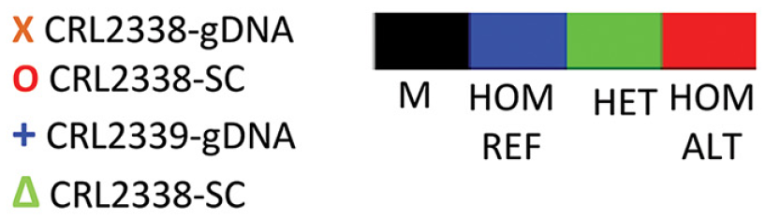 X CRL2338-gDNA
O CRL2338-SC
+ CRL2339-gDNA
Δ CRL2338-SC
M HOM REF HET HOM ALT